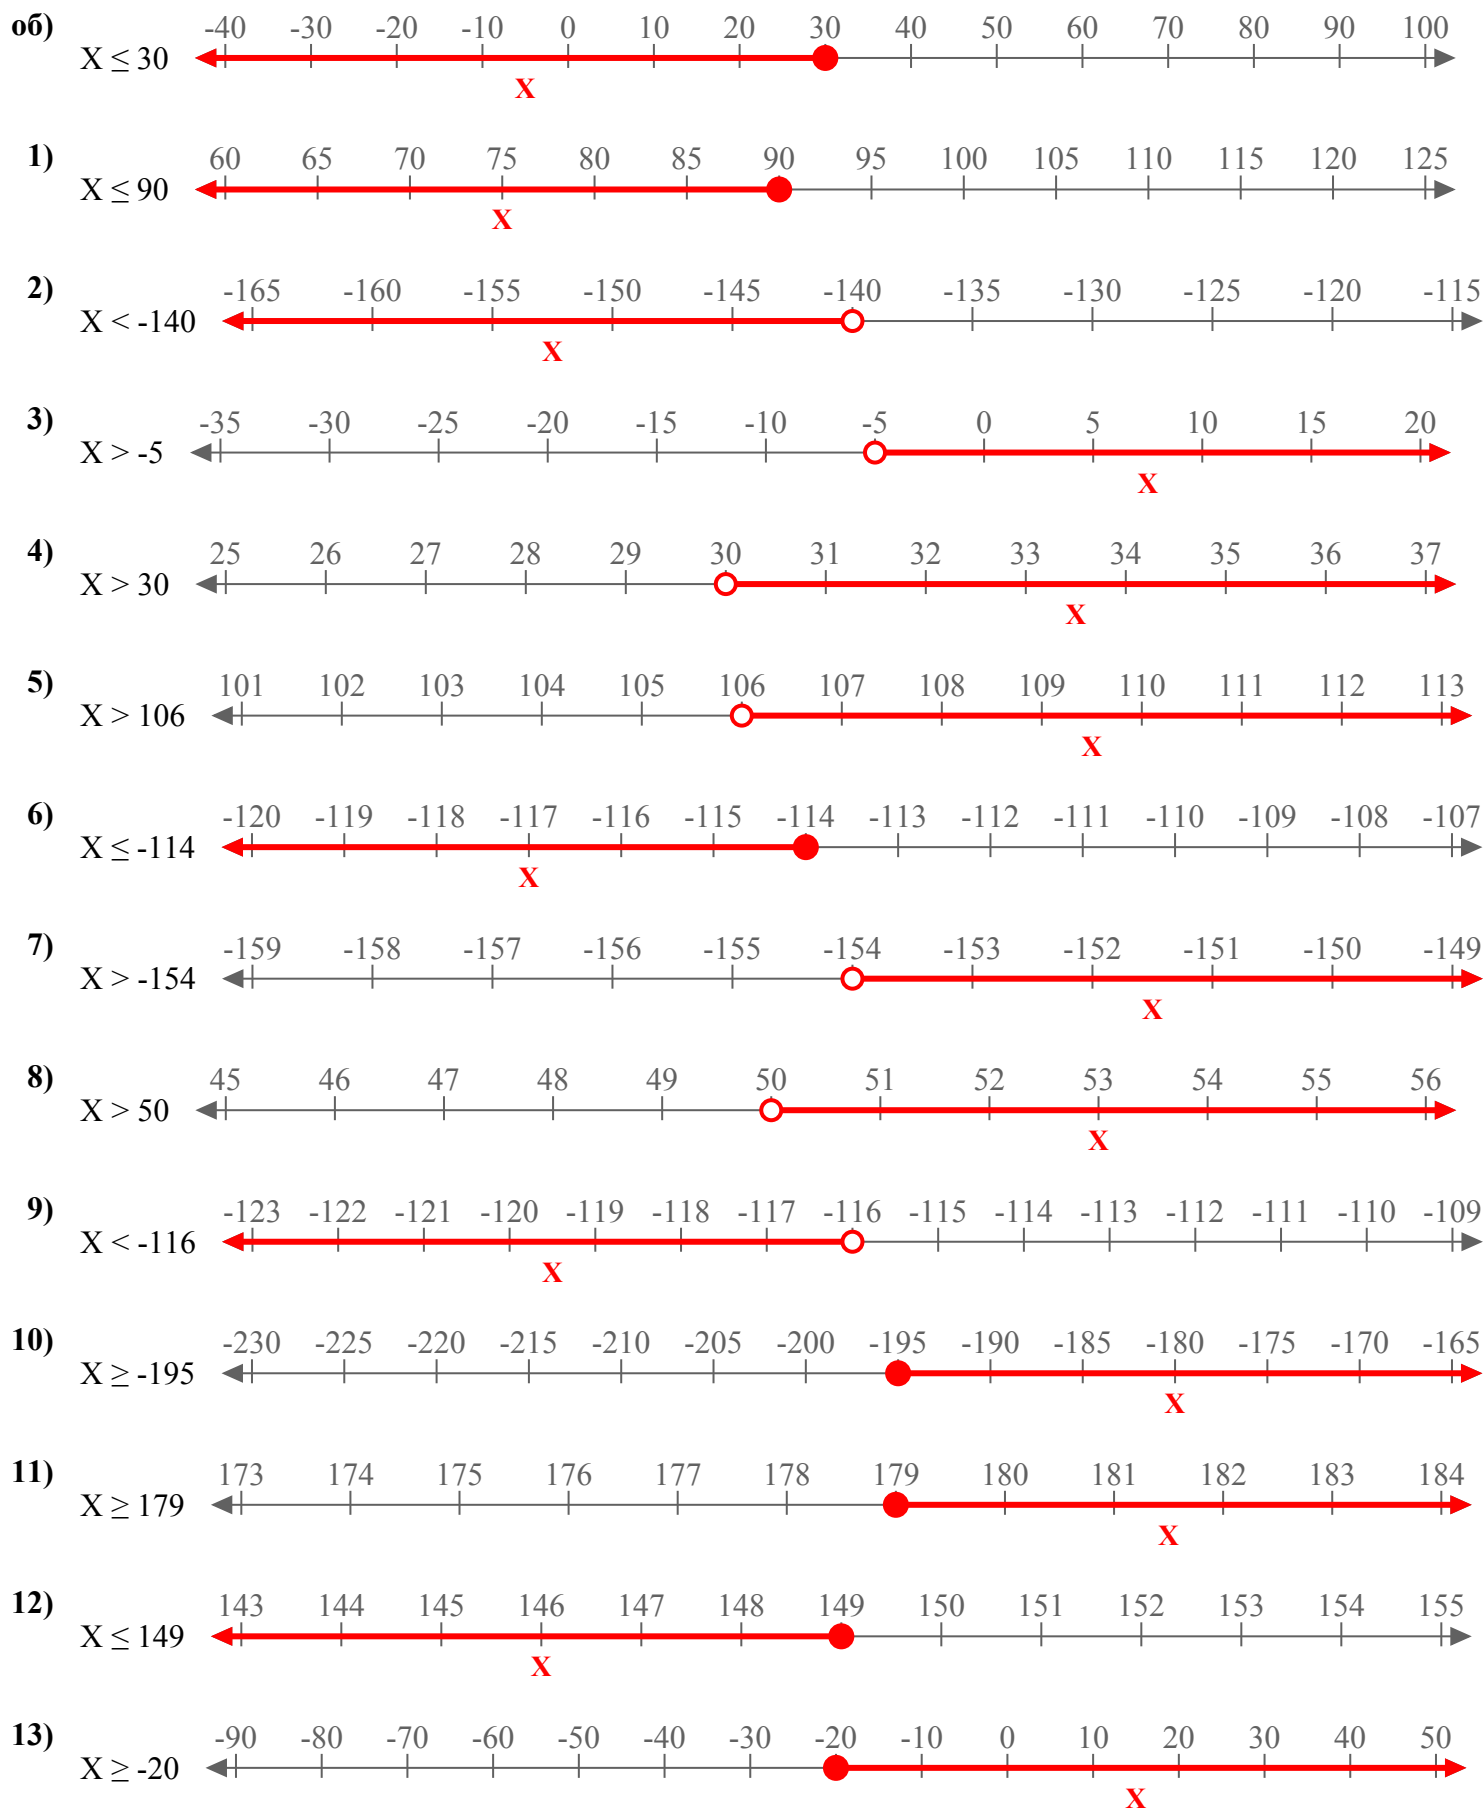 об)
-40 -30 -20 -10 0 10 20 30 40 50 60 70 80 90 100
X ≤ 30
X
1)
60 65 70 75 80 85 90 95 100 105 110 115 120 125
X ≤ 90
X
2)
-165 -160 -155 -150 -145 -140 -135 -130 -125 -120 -115
X < -140
X
3)
-35 -30 -25 -20 -15 -10 -5 0 5 10 15 20
X > -5
X
4)
25 26 27 28 29 30 31 32 33 34 35 36 37
X > 30
X
5)
101 102 103 104 105 106 107 108 109 110 111 112 113
X > 106
X
6)
-120 -119 -118 -117 -116 -115 -114 -113 -112 -111 -110 -109 -108 -107
X ≤ -114
X
7)
-159 -158 -157 -156 -155 -154 -153 -152 -151 -150 -149
X > -154
X
8)
45 46 47 48 49 50 51 52 53 54 55 56
X > 50
X
9)
-123 -122 -121 -120 -119 -118 -117 -116 -115 -114 -113 -112 -111 -110 -109
X < -116
X
10)
-230 -225 -220 -215 -210 -205 -200 -195 -190 -185 -180 -175 -170 -165
X ≥ -195
X
11)
173 174 175 176 177 178 179 180 181 182 183 184
X ≥ 179
X
12)
143 144 145 146 147 148 149 150 151 152 153 154 155
X ≤ 149
X
13)
-90 -80 -70 -60 -50 -40 -30 -20 -10 0 10 20 30 40 50
X ≥ -20
X